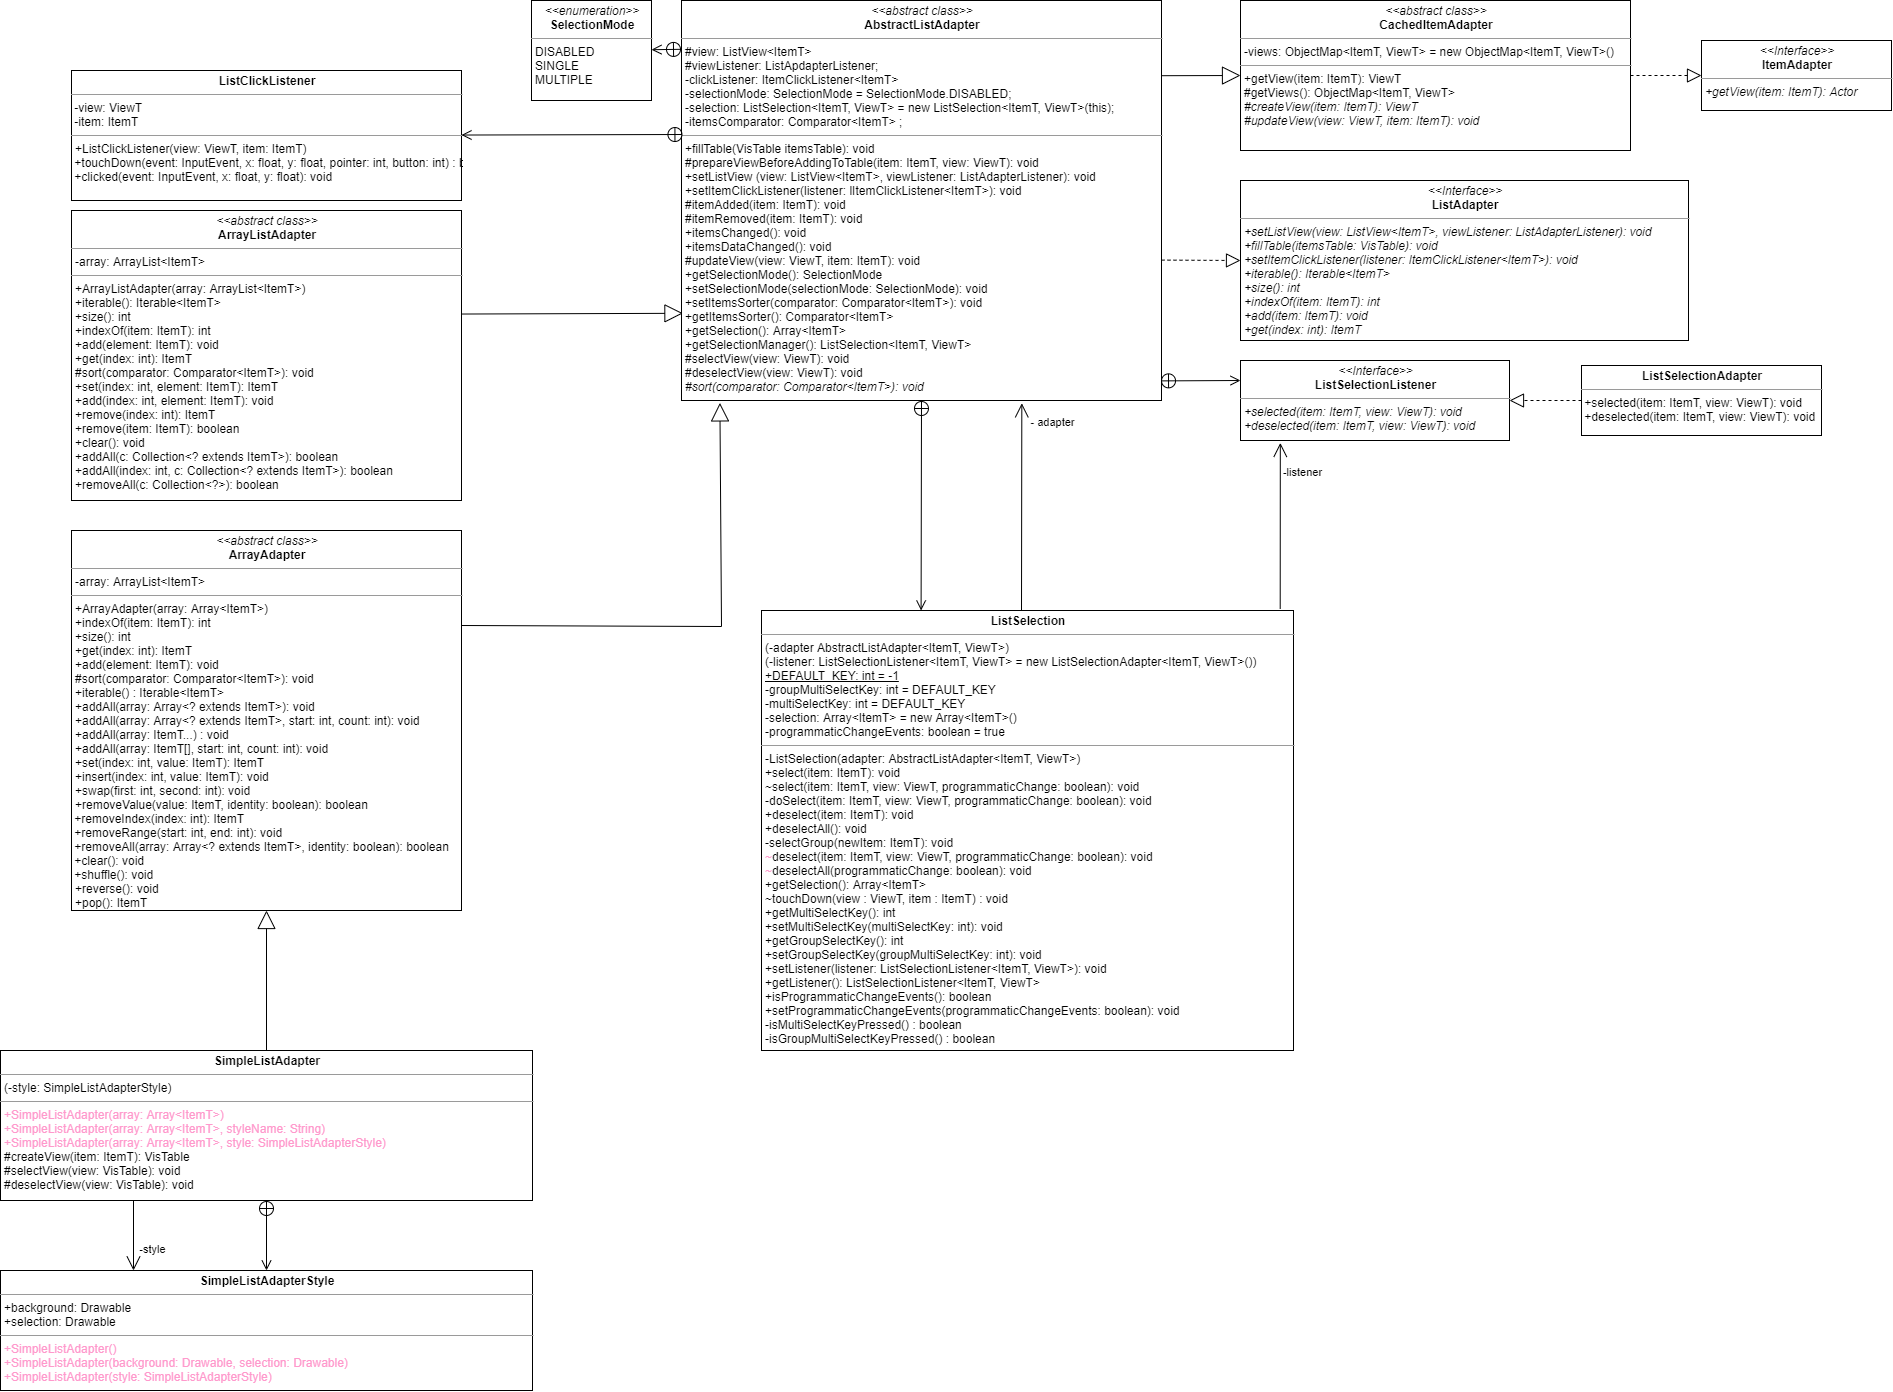 <<enumeration>>
SelectionMode
DISABLED
SINGLE
MULTIPLE
<<abstract class>>
AbstractListAdapter
#view: ListView<ItemT>
#viewListener: ListApdapterListener;
-clickListener: ItemClickListener<ItemT>
-selectionMode: SelectionMode = SelectionMode.DISABLED;
-selection: ListSelection<ItemT, ViewT> = new ListSelection<ItemT, ViewT>(this);
-itemsComparator: Comparator<ItemT> ;
+fillTable(VisTable itemsTable): void
#prepareViewBeforeAddingToTable(item: ItemT, view: ViewT): void
+setListView (view: ListView<ItemT>, viewListener: ListAdapterListener): void
+setItemClickListener(listener: IItemClickListener<ItemT>): void
#itemAdded(item: ItemT): void
#itemRemoved(item: ItemT): void
+itemsChanged(): void
+itemsDataChanged(): void
#updateView(view: ViewT, item: ItemT): void
+getSelectionMode(): SelectionMode
+setSelectionMode(selectionMode: SelectionMode): void
+setItemsSorter(comparator: Comparator<ItemT>): void
+getItemsSorter(): Comparator<ItemT>
+getSelection(): Array<ItemT>
+getSelectionManager(): ListSelection<ItemT, ViewT>
#selectView(view: ViewT): void
#deselectView(view: ViewT): void
#sort(comparator: Comparator<ItemT>): void
<<abstract class>>
CachedItemAdapter
-views: ObjectMap<ItemT, ViewT> = new ObjectMap<ItemT, ViewT>()
+getView(item: ItemT): ViewT
#getViews(): ObjectMap<ItemT, ViewT>
#createView(item: ItemT): ViewT
#updateView(view: ViewT, item: ItemT): void
<<Interface>>
ItemAdapter
+getView(item: ItemT): Actor
ListClickListener
-view: ViewT
-item: ItemT
+ListClickListener(view: ViewT, item: ItemT)
+touchDown(event: InputEvent, x: float, y: float, pointer: int, button: int) :
+clicked(event: InputEvent, x: float, y: float): void
<<abstract class>>
ArrayListAdapter
-array: ArrayList<ItemT>
+ArrayListAdapter(array: ArrayList<ItemT>)
+iterable(): Iterable<ItemT>
+size(): int
+indexOf(item: ItemT): int
+add(element: ItemT): void
+get(index: int): ItemT
#sort(comparator: Comparator<ItemT>): void
+set(index: int, element: ItemT): ItemT
+add(index: int, element: ItemT): void
+remove(index: int): ItemT
+remove(item: ItemT): boolean
+clear(): void
+addAll(c: Collection<? extends ItemT>): boolean
+addAll(index: int, c: Collection<? extends ItemT>): boolean
+removeAll(c: Collection<?>): boolean
<<Interface>>
ListAdapter
+setListView(view: ListView<ItemT>, viewListener: ListAdapterListener): void
+fillTable(itemsTable: VisTable): void
+setItemClickListener(listener: ItemClickListener<ItemT>): void
+iterable(): Iterable<ItemT>
+size(): int
+indexOf(item: ItemT): int
+add(item: ItemT): void
+get(index: int): ItemT
<<Interface>>
ListSelectionListener
+selected(item: ItemT, view: ViewT): void
+deselected(item: ItemT, view: ViewT): void
ListSelectionAdapter
+selected(item: ItemT, view: ViewT): void
+deselected(item: ItemT, view: ViewT): void
- adapter
-listener
<<abstract class>>
ArrayAdapter
-array: ArrayList<ItemT>
+ArrayAdapter(array: Array<ItemT>)
+indexOf(item: ItemT): int
+size(): int
+get(index: int): ItemT
+add(element: ItemT): void
#sort(comparator: Comparator<ItemT>): void
+iterable() : Iterable<ItemT>
+addAll(array: Array<? extends ItemT>): void
+addAll(array: Array<? extends ItemT>, start: int, count: int): void
+addAll(array: ItemT...) : void
+addAll(array: ItemT[], start: int, count: int): void
+set(index: int, value: ItemT): ItemT
+insert(index: int, value: ItemT): void
+swap(first: int, second: int): void
+removeValue(value: ItemT, identity: boolean): boolean
+removeIndex(index: int): ItemT
+removeRange(start: int, end: int): void
+removeAll(array: Array<? extends ItemT>, identity: boolean): boolean
+clear(): void
+shuffle(): void
+reverse(): void
+pop(): ItemT
ListSelection
(-adapter AbstractListAdapter<ItemT, ViewT>)
(-listener: ListSelectionListener<ItemT, ViewT> = new ListSelectionAdapter<ItemT, ViewT>())
+DEFAULT_KEY: int = -1
-groupMultiSelectKey: int = DEFAULT_KEY
-multiSelectKey: int = DEFAULT_KEY
-selection: Array<ItemT> = new Array<ItemT>()
-programmaticChangeEvents: boolean = true
-ListSelection(adapter: AbstractListAdapter<ItemT, ViewT>)
+select(item: ItemT): void
~select(item: ItemT, view: ViewT, programmaticChange: boolean): void
-doSelect(item: ItemT, view: ViewT, programmaticChange: boolean): void
+deselect(item: ItemT): void
+deselectAll(): void
-selectGroup(newItem: ItemT): void
~deselect(item: ItemT, view: ViewT, programmaticChange: boolean): void
~deselectAll(programmaticChange: boolean): void
+getSelection(): Array<ItemT>
~touchDown(view : ViewT, item : ItemT) : void
+getMultiSelectKey(): int
+setMultiSelectKey(multiSelectKey: int): void
+getGroupSelectKey(): int
+setGroupSelectKey(groupMultiSelectKey: int): void
+setListener(listener: ListSelectionListener<ItemT, ViewT>): void
+getListener(): ListSelectionListener<ItemT, ViewT>
+isProgrammaticChangeEvents(): boolean
+setProgrammaticChangeEvents(programmaticChangeEvents: boolean): void
-isMultiSelectKeyPressed() : boolean
-isGroupMultiSelectKeyPressed() : boolean
SimpleListAdapter
(-style: SimpleListAdapterStyle)
+SimpleListAdapter(array: Array<ItemT>)
+SimpleListAdapter(array: Array<ItemT>, styleName: String)
+SimpleListAdapter(array: Array<ItemT>, style: SimpleListAdapterStyle)
#createView(item: ItemT): VisTable
#selectView(view: VisTable): void
#deselectView(view: VisTable): void
-style
SimpleListAdapterStyle
+background: Drawable
+selection: Drawable
+SimpleListAdapter()
+SimpleListAdapter(background: Drawable, selection: Drawable)
+SimpleListAdapter(style: SimpleListAdapterStyle)